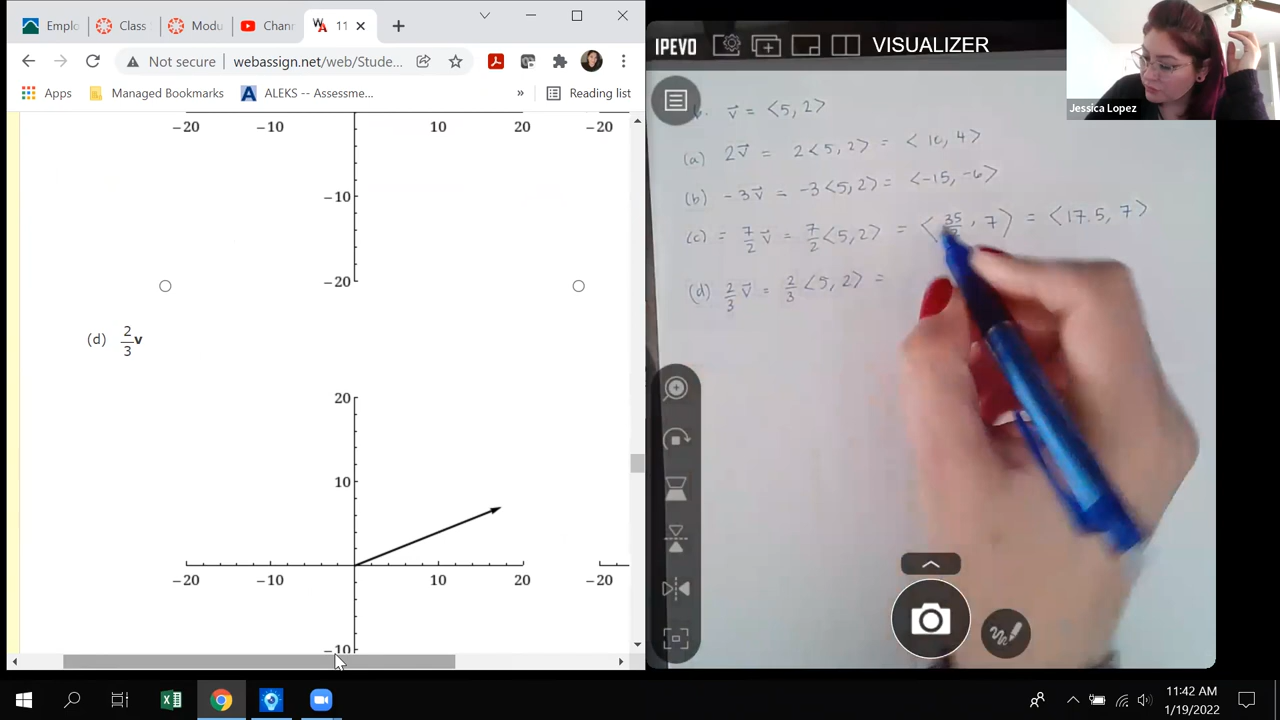 Emplo
Class
Modu
Chan
11
Not secure
webassign.net/web/Stude...
Apps
Managed Bookmarks
ALEKS -- Assessme...
»
Reading list
-20
10
20
-20
-10
-20
(d) 2/3 v
20
10
-20
-10
10
20
-20
-10
IPEVO
VISUALIZER
Jessica Lopez
v⃗ = <5, 2>
(a) 2v⃗ = 2<5, 2> = <10, 4>
(b) -3v⃗ = -3<5, 2> = <-15, -6>
(c) = 7/2 v⃗ = 7/2 <5, 2> = <35/2, 7> = <17.5, 7>
(d) 2/3 v⃗ = 2/3 <5, 2> =
11:42 AM
1/19/2022